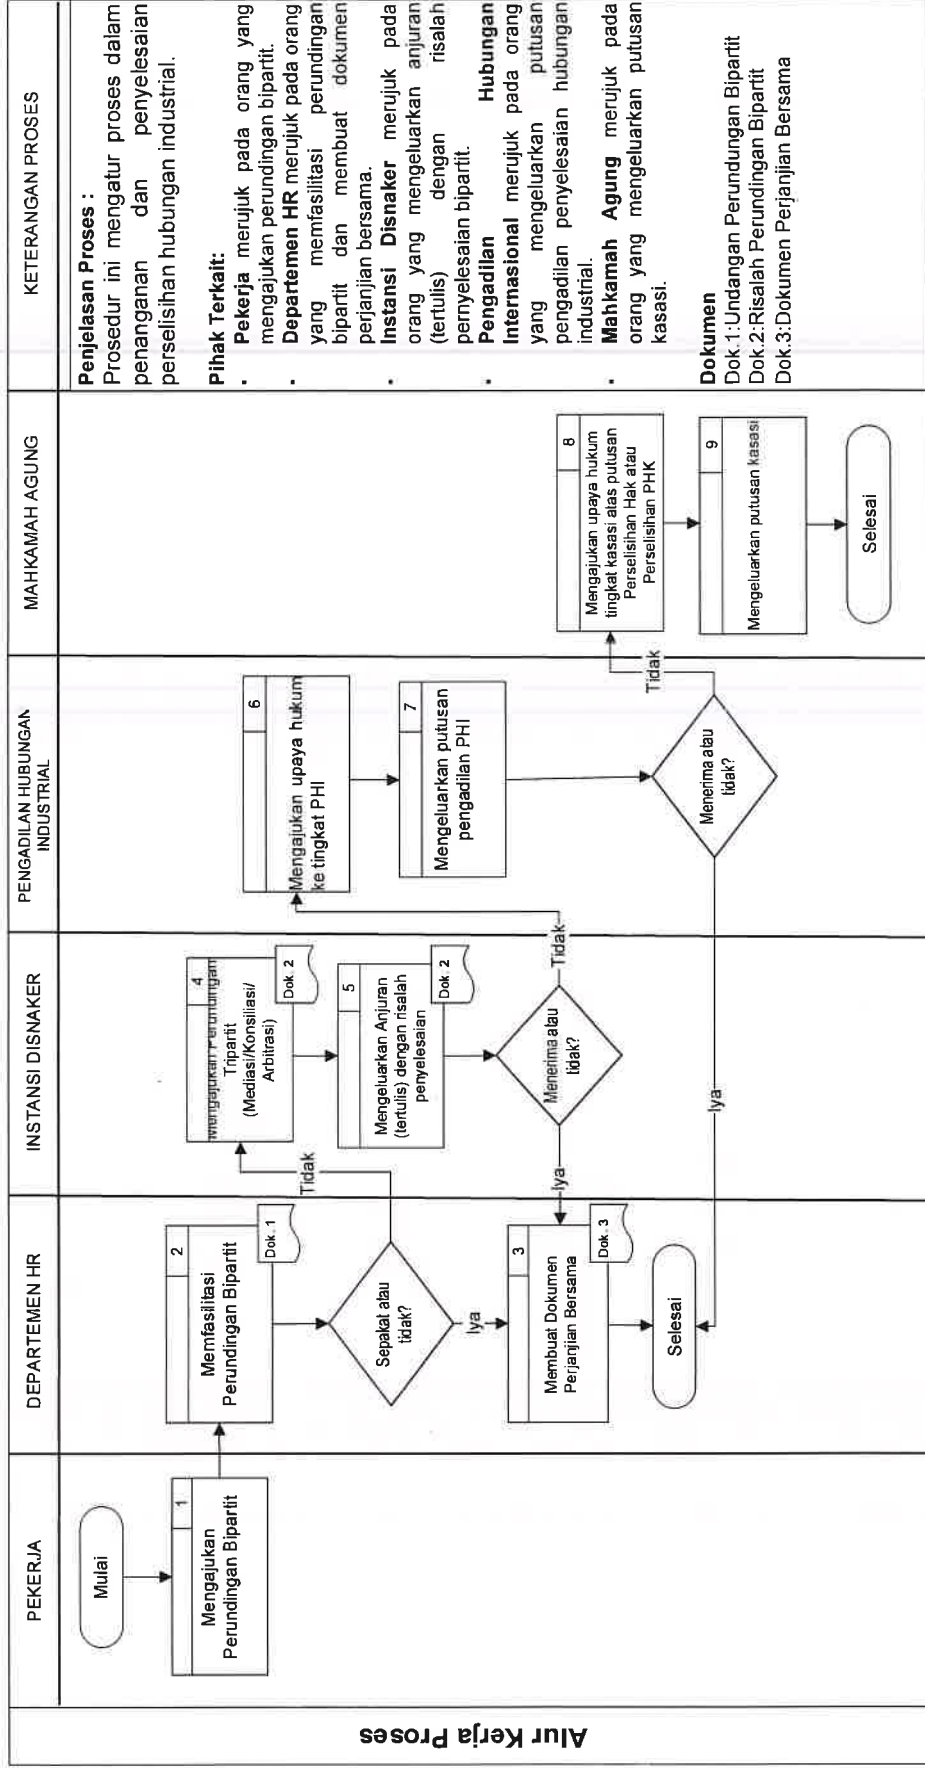 Alur Kerja Proses
PEKERJA
DEPARTEMEN HR
INSTANSI DISNAKER
PENGADILAN HUBUNGAN
INDUSTRIAL
MAHKAMAH AGUNG
KETERANGAN PROSES
Mulai
1
Mengajukan
Perundingan Bipartit
2
Memfasilitasi
Perundingan Bipartit
Dok. 1
Sepakat atau
tidak?
Tidak
Iya
3
Membuat Dokumen
Perjanjian Bersama
Dok. 3
Selesai
4
Mengajukan Perundingan
Tripartit
(Mediasi/Konsiliasi/
Arbitrasi)
Dok. 2
5
Mengeluarkan Anjuran
(tertulis) dengan risalah
penyelesaian
Dok. 2
Menerima atau
tidak?
Iya
Tidak
6
Mengajukan upaya hukum
ke tingkat PHI
7
Mengeluarkan putusan
pengadilan PHI
Menerima atau
tidak?
Iya
Tidak
8
Mengajukan upaya hukum
tingkat kasasi atas putusan
Perselisihan Hak atau
Perselisihan PHK
9
Mengeluarkan putusan kasasi
Selesai
Penjelasan Proses :
Prosedur ini mengatur proses dalam
penanganan dan penyelesaian
perselisihan hubungan industrial.
Pihak Terkait:
• Pekerja merujuk pada orang yang
mengajukan perundingan bipartit.
• Departemen HR merujuk pada orang
yang memfasilitasi perundingan
bipartit dan membuat dokumen
perjanjian bersama.
• Instansi Disnaker merujuk pada
orang yang mengeluarkan anjuran
(tertulis) dengan risalah
pernyelesaian bipartit.
• Pengadilan Hubungan
Internasional merujuk pada orang
yang mengeluarkan putusan
pengadilan penyelesaian hubungan
industrial.
• Mahkamah Agung merujuk pada
orang yang mengeluarkan putusan
kasasi.
Dokumen
Dok.1:Undangan Perundungan Bipartit
Dok.2:Risalah Perundingan Bipartit
Dok.3:Dokumen Perjanjian Bersama